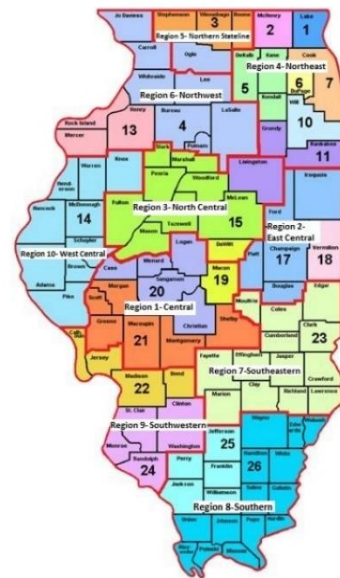 Jo Daviess
Stephenson
Winnebago
Boone
McHenry
Lake
3
2
1
Region 5- Northern Stateline
Carroll
Ogle
DeKalb
Kane
Cook
Region 4- Northeast
5
6
DuPage
7
Whiteside
Lee
Region 6- Northwest
Kendall
Will
10
Rock Island
Henry
Bureau
LaSalle
Grundy
Mercer
13
4
Putnam
Kankakee
11
Stark
Marshall
Livingston
Iroquois
Warren
Knox
Peoria
Woodford
McDonough
Fulton
McLean
Hancock
14
Region 3- North Central
Ford
Schuyler
Mason
Tazewell
15
Region 2-
East Central
Logan
DeWitt
Champaign
Vermilion
Region 10- West Central
Menard
Piatt
17
18
Adams
Brown
Cass
Macon
19
Sangamon
20
Douglas
Edgar
Pike
Scott
Morgan
Moultrie
Region 1- Central
Christian
Coles
Greene
Macoupin
Shelby
Clark
21
Cumberland
23
Montgomery
Jersey
Fayette
Effingham
Jasper
Crawford
Madison
Bond
Region 7-Southeastern
22
Clay
Richland
Lawrence
Clinton
Marion
St. Clair
Region 9- Southwestern
Wayne
Monroe
Washington
Jefferson
25
Randolph
Perry
Hamilton
White
24
Franklin
26
Jackson
Williamson
Saline
Gallatin
Region 8-Southern
Union
Johnson
Pope
Hardin
Pulaski
Massac